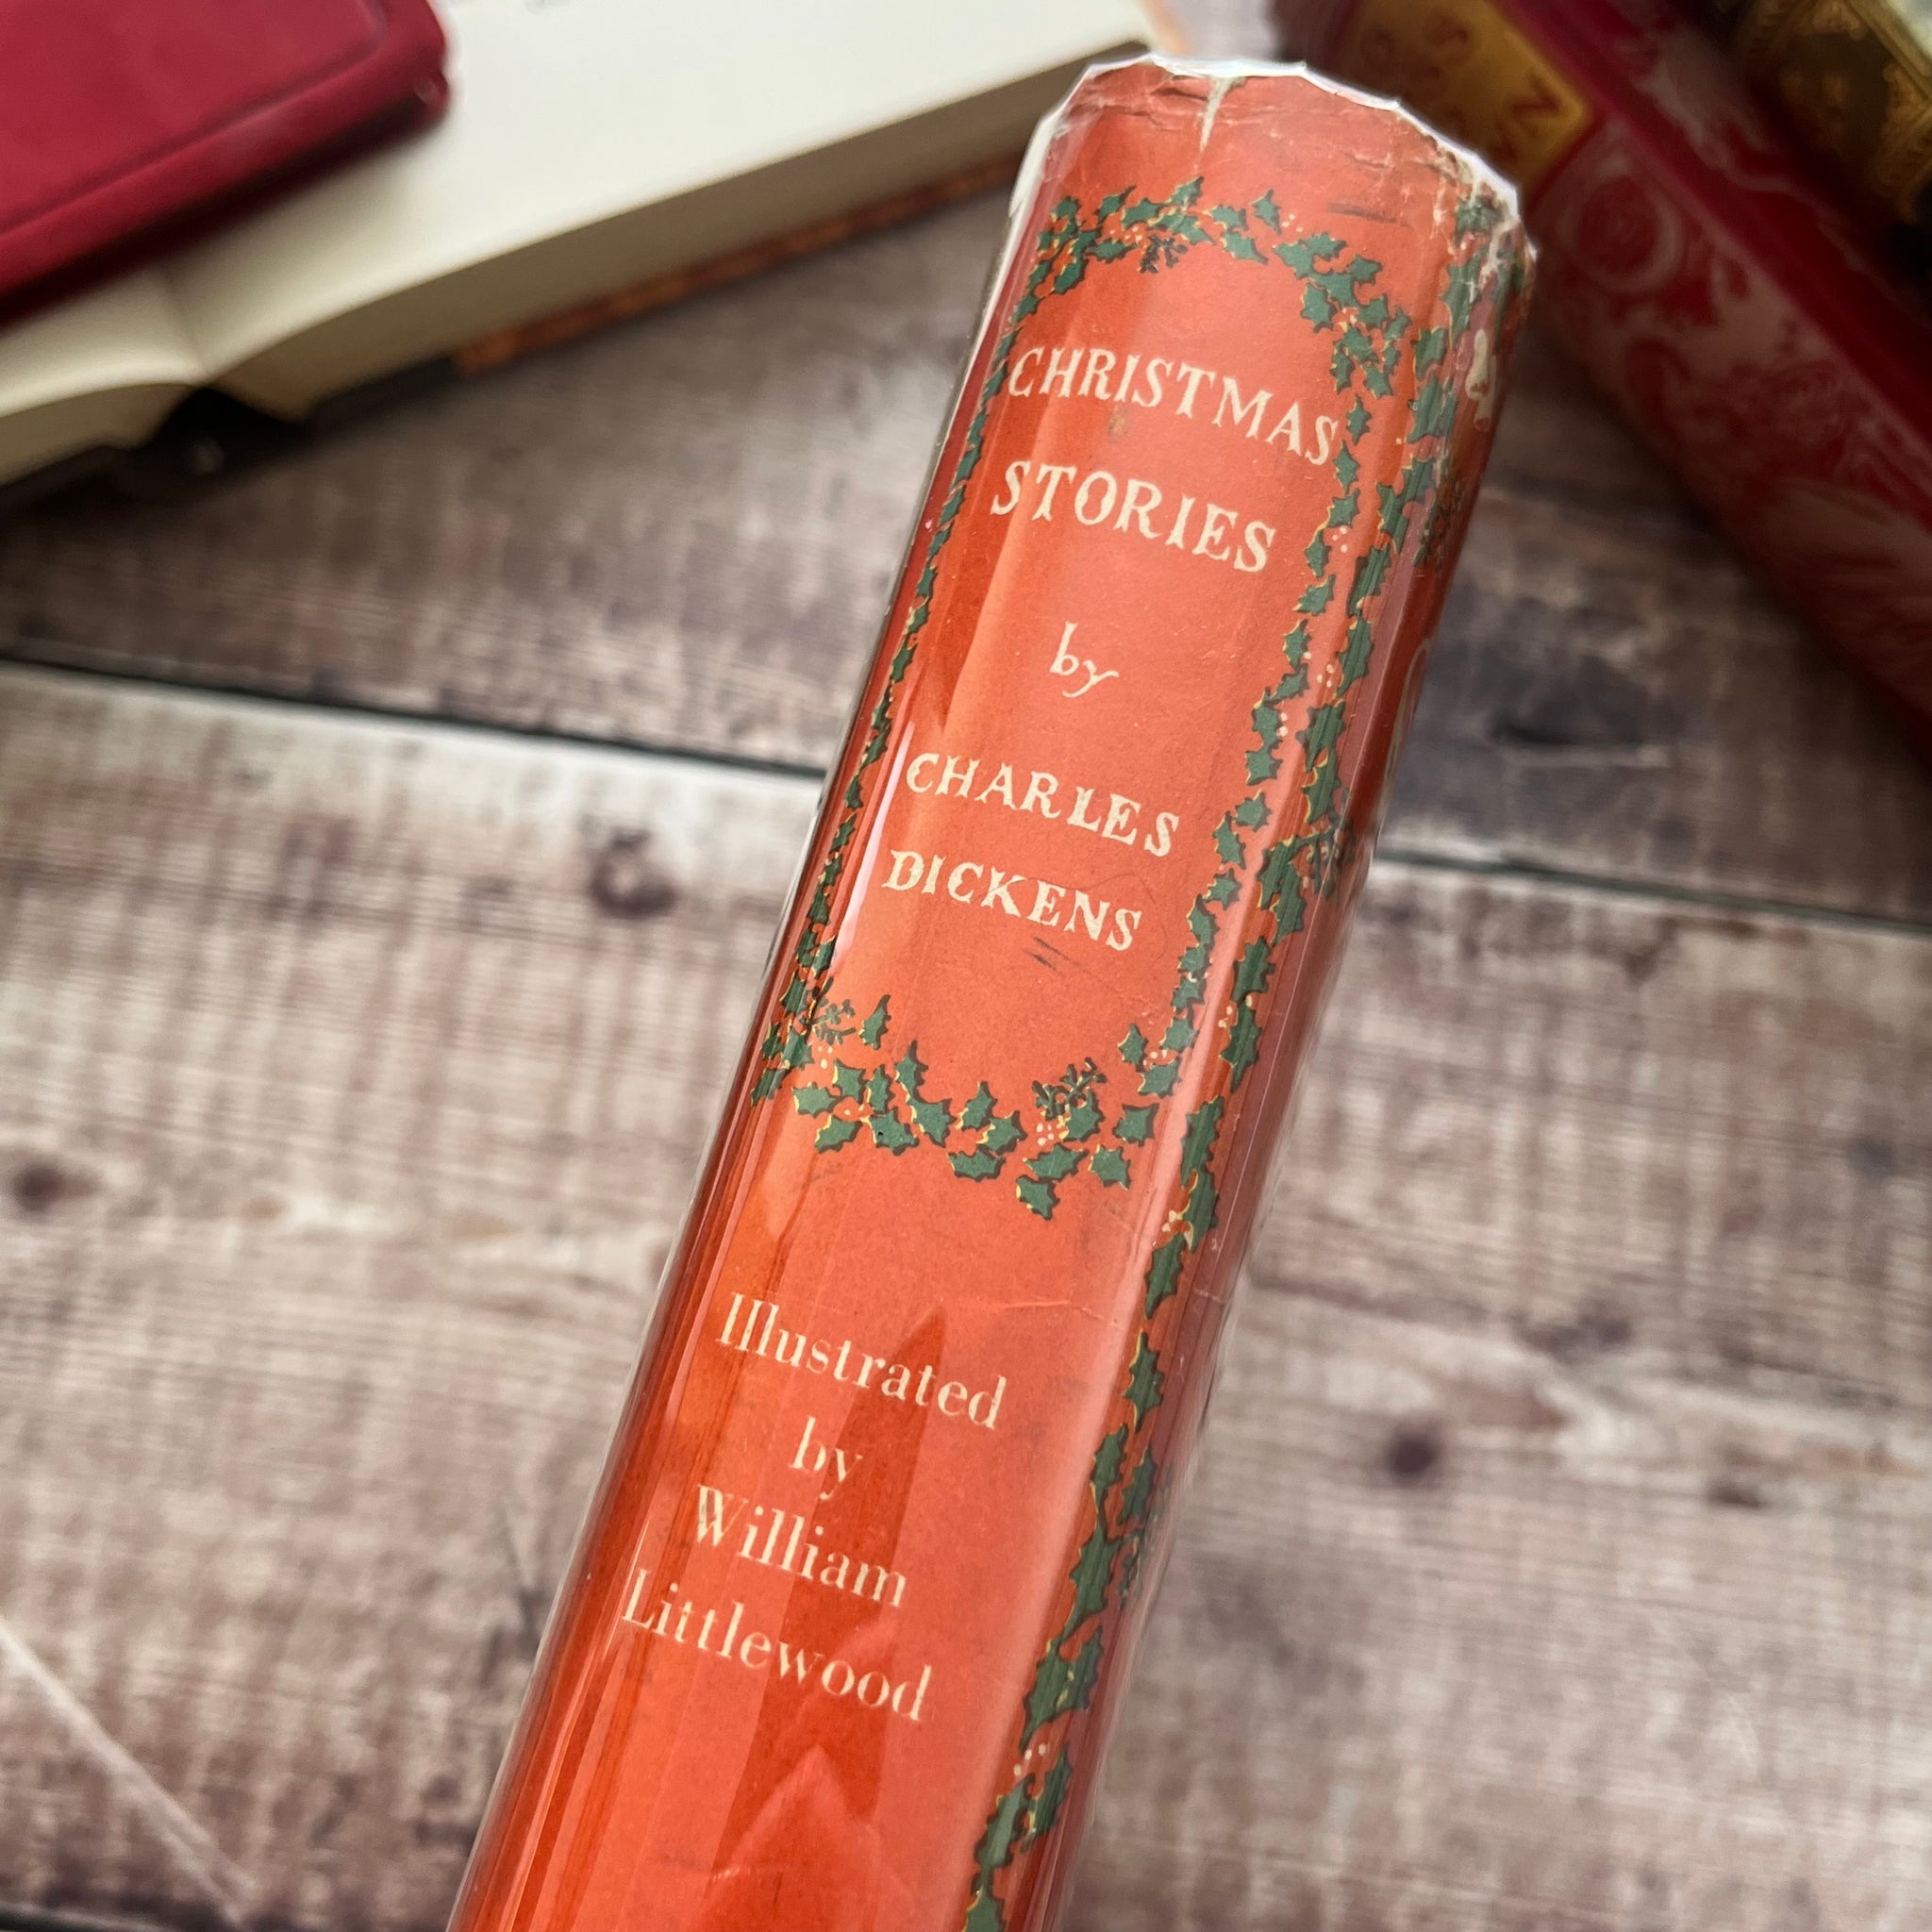 CHRISTMAS
STORIES
by
CHARLES
DICKENS
Illustrated
by
William
Littlewood